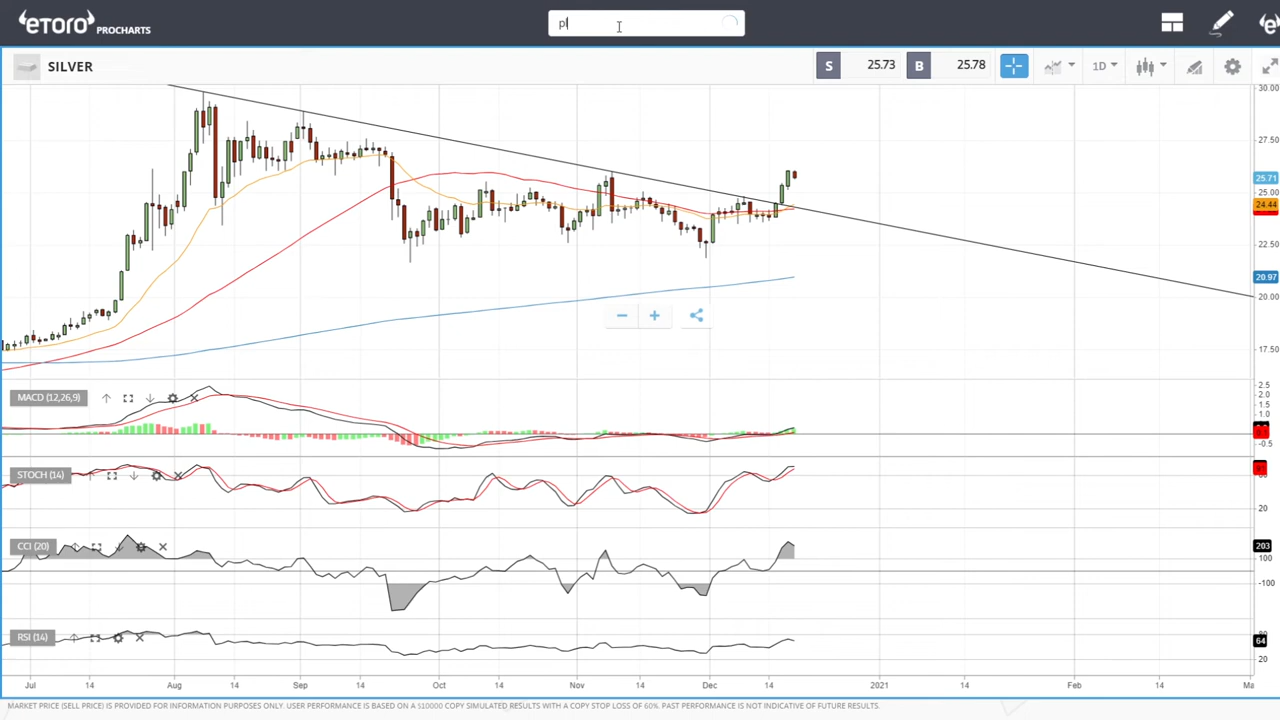 eToro PROCHARTS
pl
SILVER
S 25.73 B 25.78 1D
30.00
27.50
25.71
25.00
24.44
22.50
20.97
20.00
17.50
MACD (12,26,9)
2.5
2.0
1.5
1.0
-0.5
STOCH (14)
20
CCI (20)
203
100
-100
RSI (14)
80
64
20
Jul 14 Aug 14 Sep 14 Oct 14 Nov 14 Dec 14 2021 14 Feb 14 Ma
MARKET PRICE (SELL PRICE) IS PROVIDED FOR INFORMATION PURPOSES ONLY. USER PERFORMANCE IS BASED ON A $10000 COPY SIMULATED RESULTS WITH A COPY STOP LOSS OF 60%. PAST PERFORMANCE IS NOT INDICATIVE OF FUTURE RESULTS.